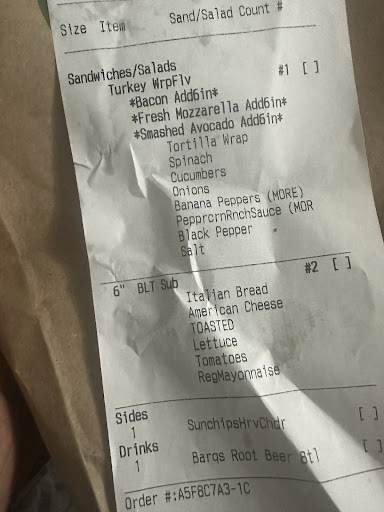 Sand/Salad Count #
Size Item
Sandwiches/Salads
Turkey WrpFlv #1 [ ]
*Bacon Add6in*
*Fresh Mozzarella Add6in*
*Smashed Avocado Add6in*
Tortilla Wrap
Spinach
Cucumbers
Onions
Banana Peppers (MORE)
PepprcrnRnchSauce (MOR
Black Pepper
Salt
6" BLT Sub #2 [ ]
Italian Bread
American Cheese
TOASTED
Lettuce
Tomatoes
RegMayonnaise
Sides
1 SunchipsHrvChdr [ ]
Drinks
1 Barqs Root Beer Btl [ ]
Order #:A5F8C7A3-1C